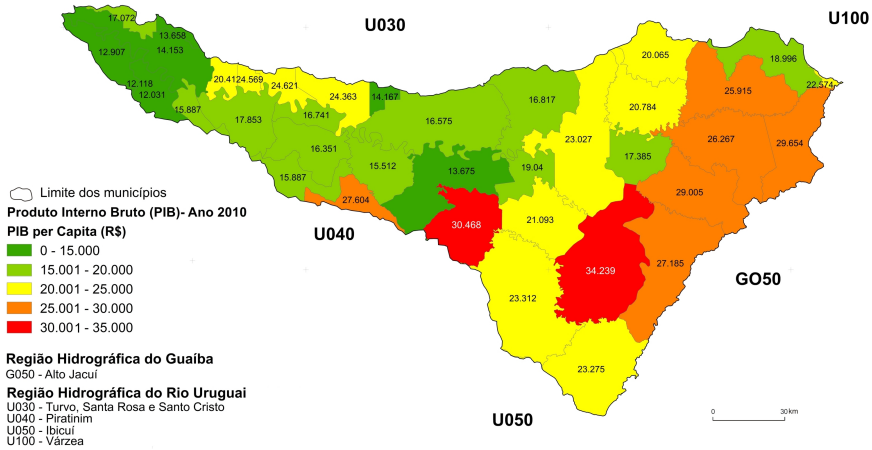 U030
U100
17.072
13.658
14.153
12.907
12.118
12.031
20.41
24.569
24.621
24.363
14.167
15.887
17.853
16.741
16.575
16.817
20.065
18.996
22.574
25.915
20.784
23.027
16.351
15.512
13.675
19.04
17.385
26.267
29.654
15.887
27.604
30.468
21.093
29.005
34.239
27.185
23.312
23.275
U040
GO50
U050
Limite dos municípios
Produto Interno Bruto (PIB)- Ano 2010
PIB per Capita (R$)
0 - 15.000
15.001 - 20.000
20.001 - 25.000
25.001 - 30.000
30.001 - 35.000
Região Hidrográfica do Guaíba
G050 - Alto Jacuí
Região Hidrográfica do Rio Uruguai
U030 - Turvo, Santa Rosa e Santo Cristo
U040 - Piratinim
U050 - Ibicuí
U100 - Várzea
0 30km